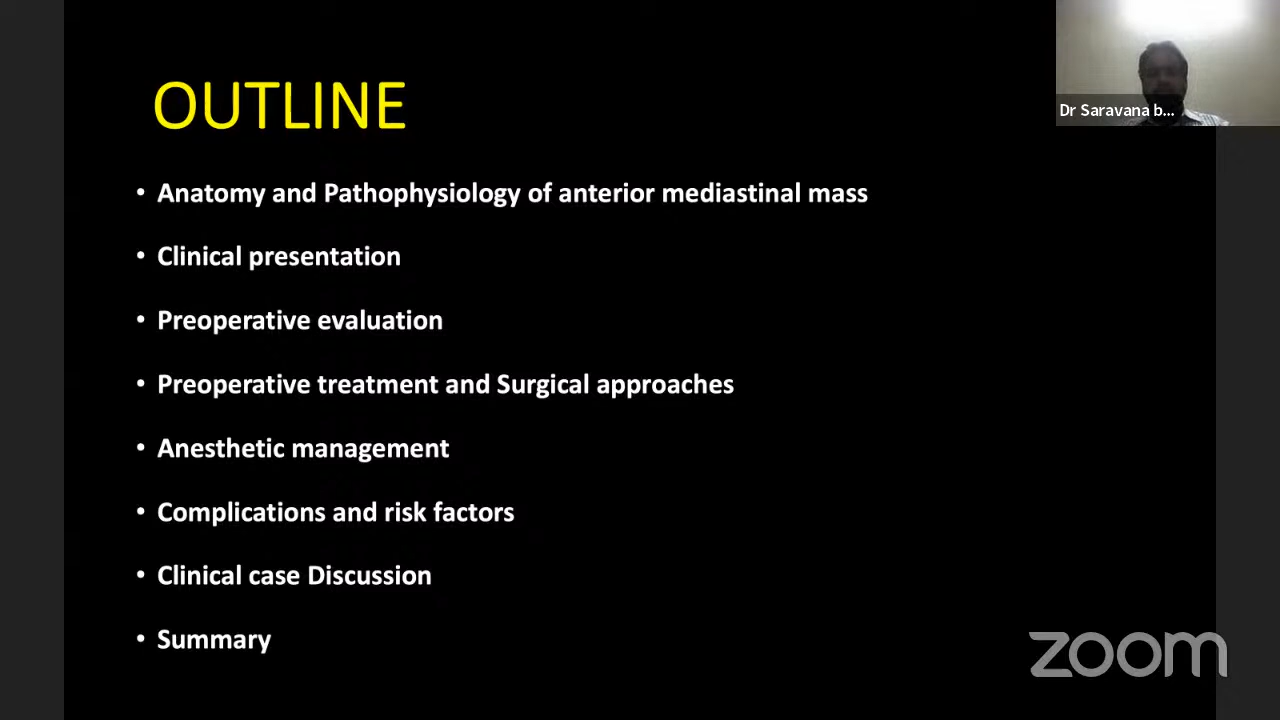 OUTLINE
Dr Saravana b...
• Anatomy and Pathophysiology of anterior mediastinal mass
• Clinical presentation
• Preoperative evaluation
• Preoperative treatment and Surgical approaches
• Anesthetic management
• Complications and risk factors
• Clinical case Discussion
• Summary
zoom